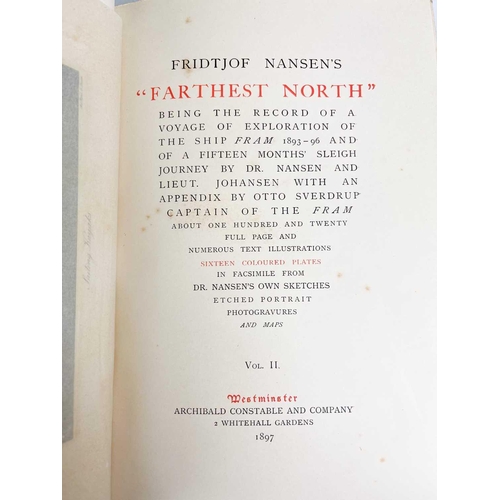 FRIDTJOF NANSEN'S
"FARTHEST NORTH"
BEING THE RECORD OF A
VOYAGE OF EXPLORATION OF
THE SHIP FRAM 1893–96 AND
OF A FIFTEEN MONTHS' SLEIGH
JOURNEY BY DR. NANSEN AND
LIEUT. JOHANSEN WITH AN
APPENDIX BY OTTO SVERDRUP
CAPTAIN OF THE FRAM
ABOUT ONE HUNDRED AND TWENTY
FULL PAGE AND
NUMEROUS TEXT ILLUSTRATIONS
SIXTEEN COLOURED PLATES
IN FACSIMILE FROM
DR. NANSEN'S OWN SKETCHES
ETCHED PORTRAIT
PHOTOGRAVURES
AND MAPS
VOL. II.
Westminster
ARCHIBALD CONSTABLE AND COMPANY
2 WHITEHALL GARDENS
1897